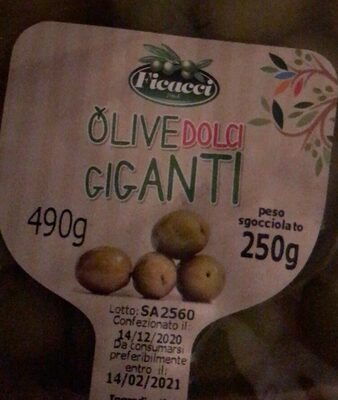 Ficacci
OLIVE DOLCI
GIGANTI
490g
peso
sgocciolato
250g
Lotto: SA2560
Confezionato il:
14/12/2020
Da consumarsi
preferibilmente
entro il:
14/02/2021